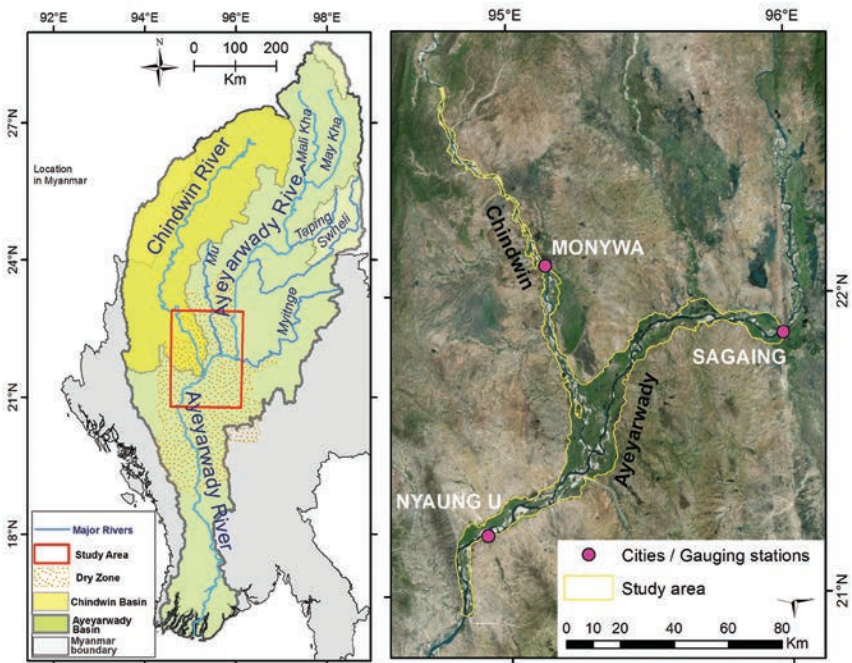 92°E
94°E
96°E
98°E
N
0
100
200
Km
27°N
24°N
21°N
18°N
Location
in Myanmar
Chindwin River
Mali Kha
May Kha
Ayeyarwady River
Taping
Swheli
Mu
Myitnge
Ayeyarwady River
Major Rivers
Study Area
Dry Zone
Chindwin Basin
Ayeyarwady
Basin
Myanmar
boundary
95°E
96°E
Chindwin
MONYWA
22°N
SAGAING
Ayeyarwady
NYAUNG U
21°N
Cities / Gauging stations
Study area
0 10 20 40 60 80
Km